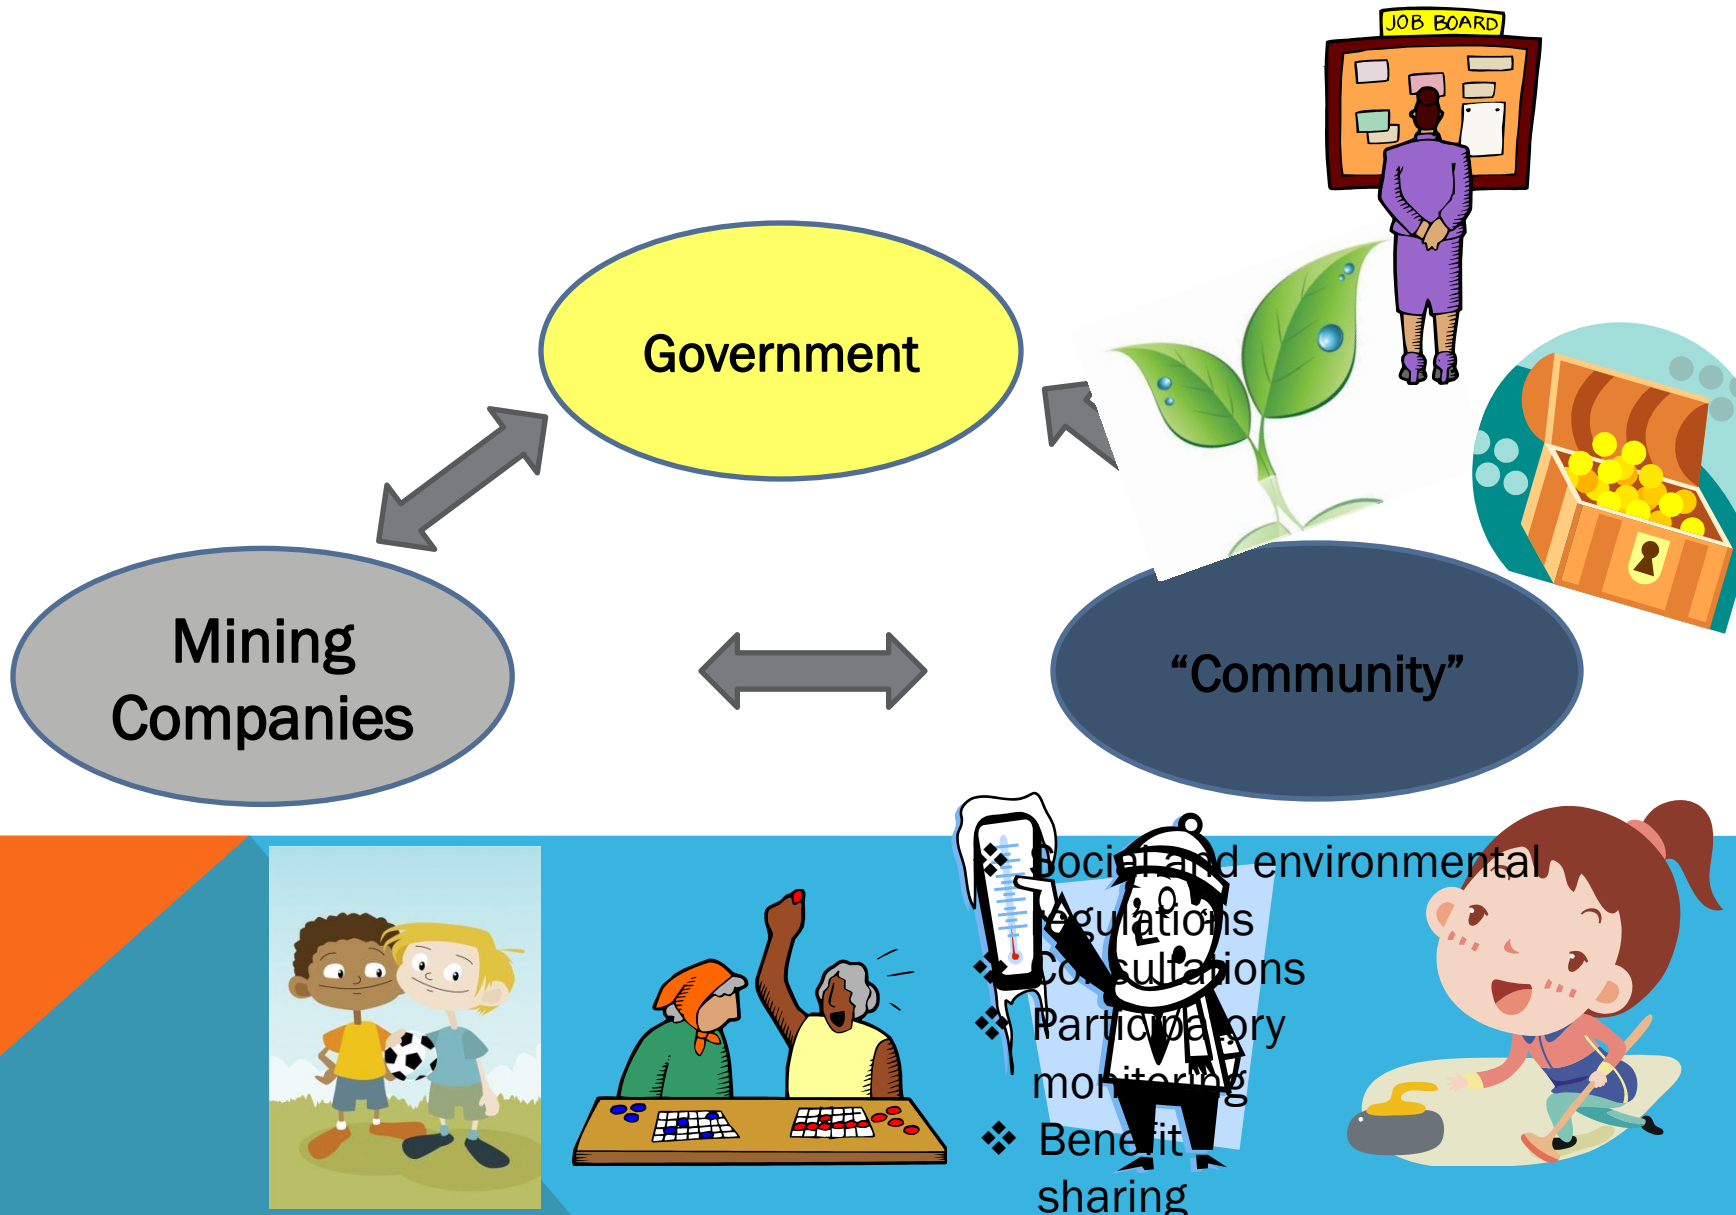 JOB BOARD
Government
Mining
Companies
“Community”
❖ Social and environmental
regulations
❖ Consultations
❖ Participatory
monitoring
❖ Benefit
sharing